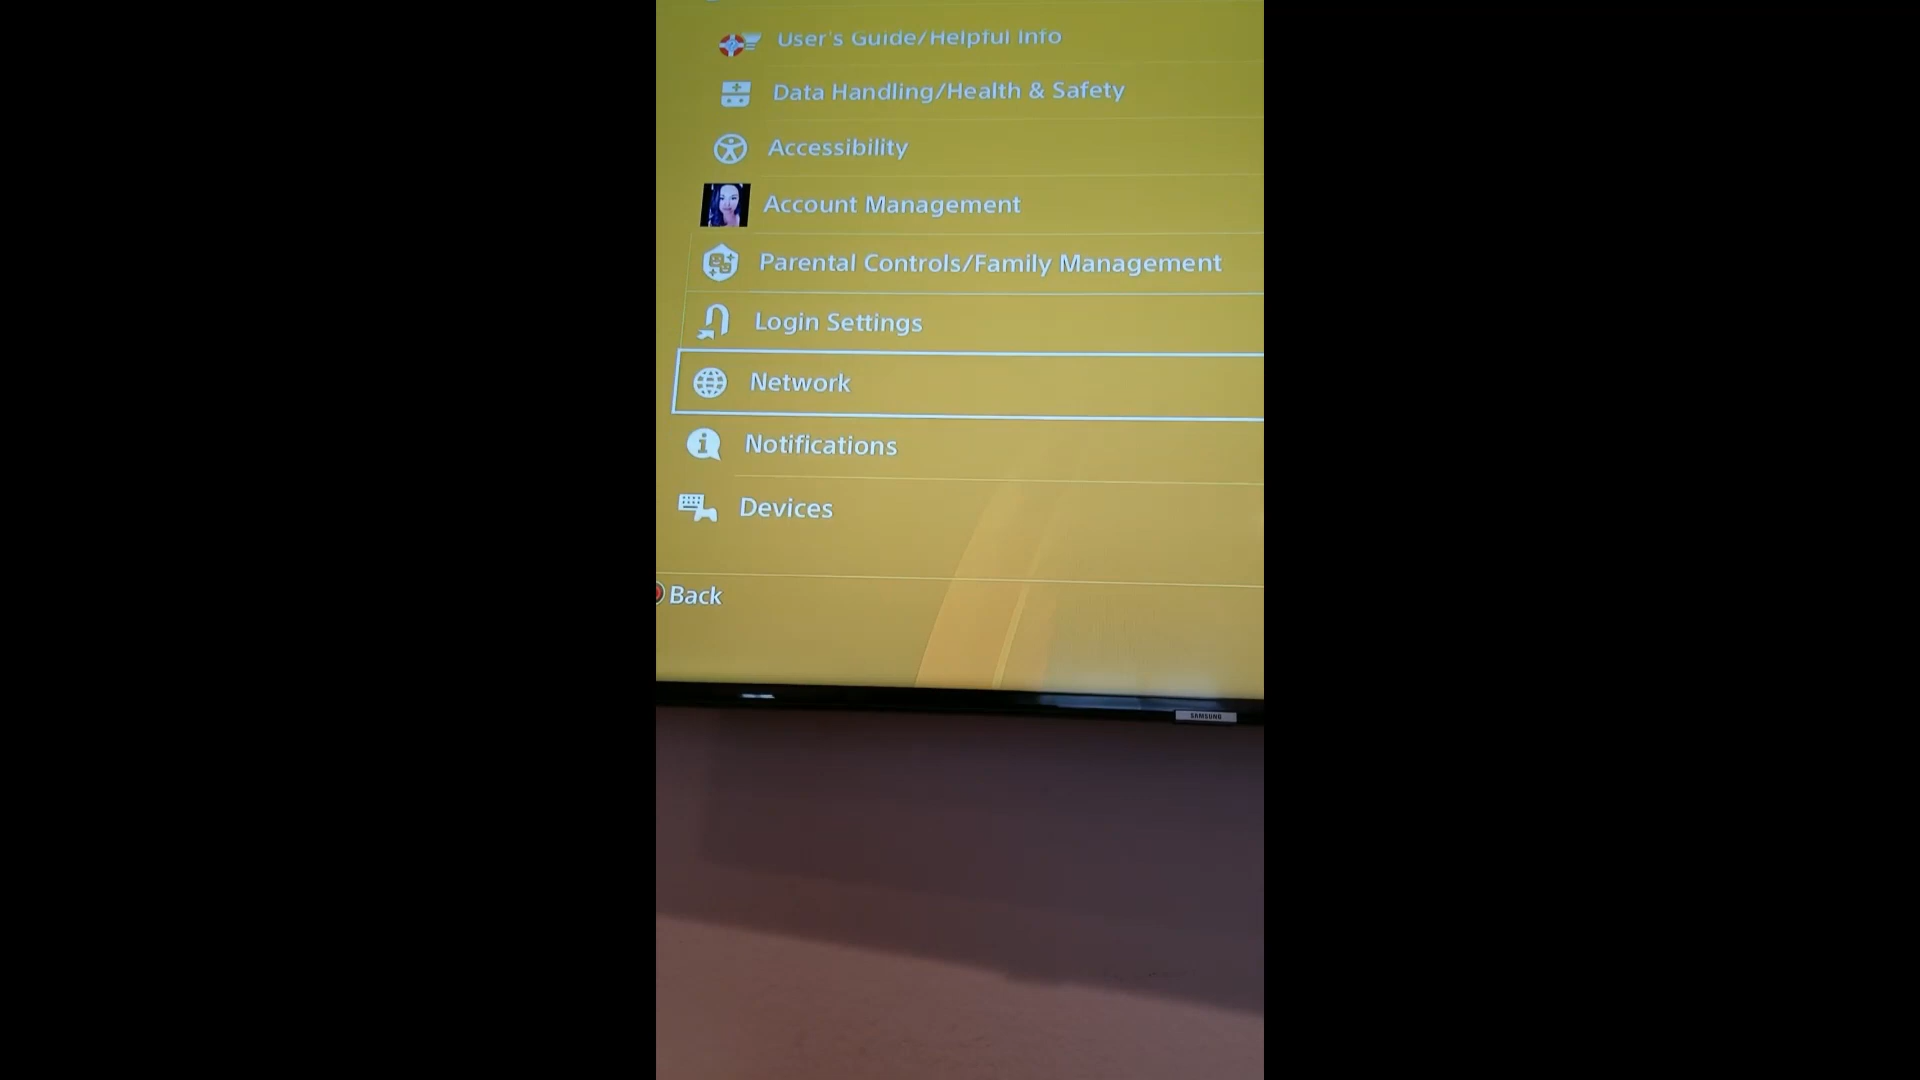 User's Guide/Helpful Info
Data Handling/Health & Safety
Accessibility
Account Management
Parental Controls/Family Management
Login Settings
Network
Notifications
Devices
Back
SAMSUNG